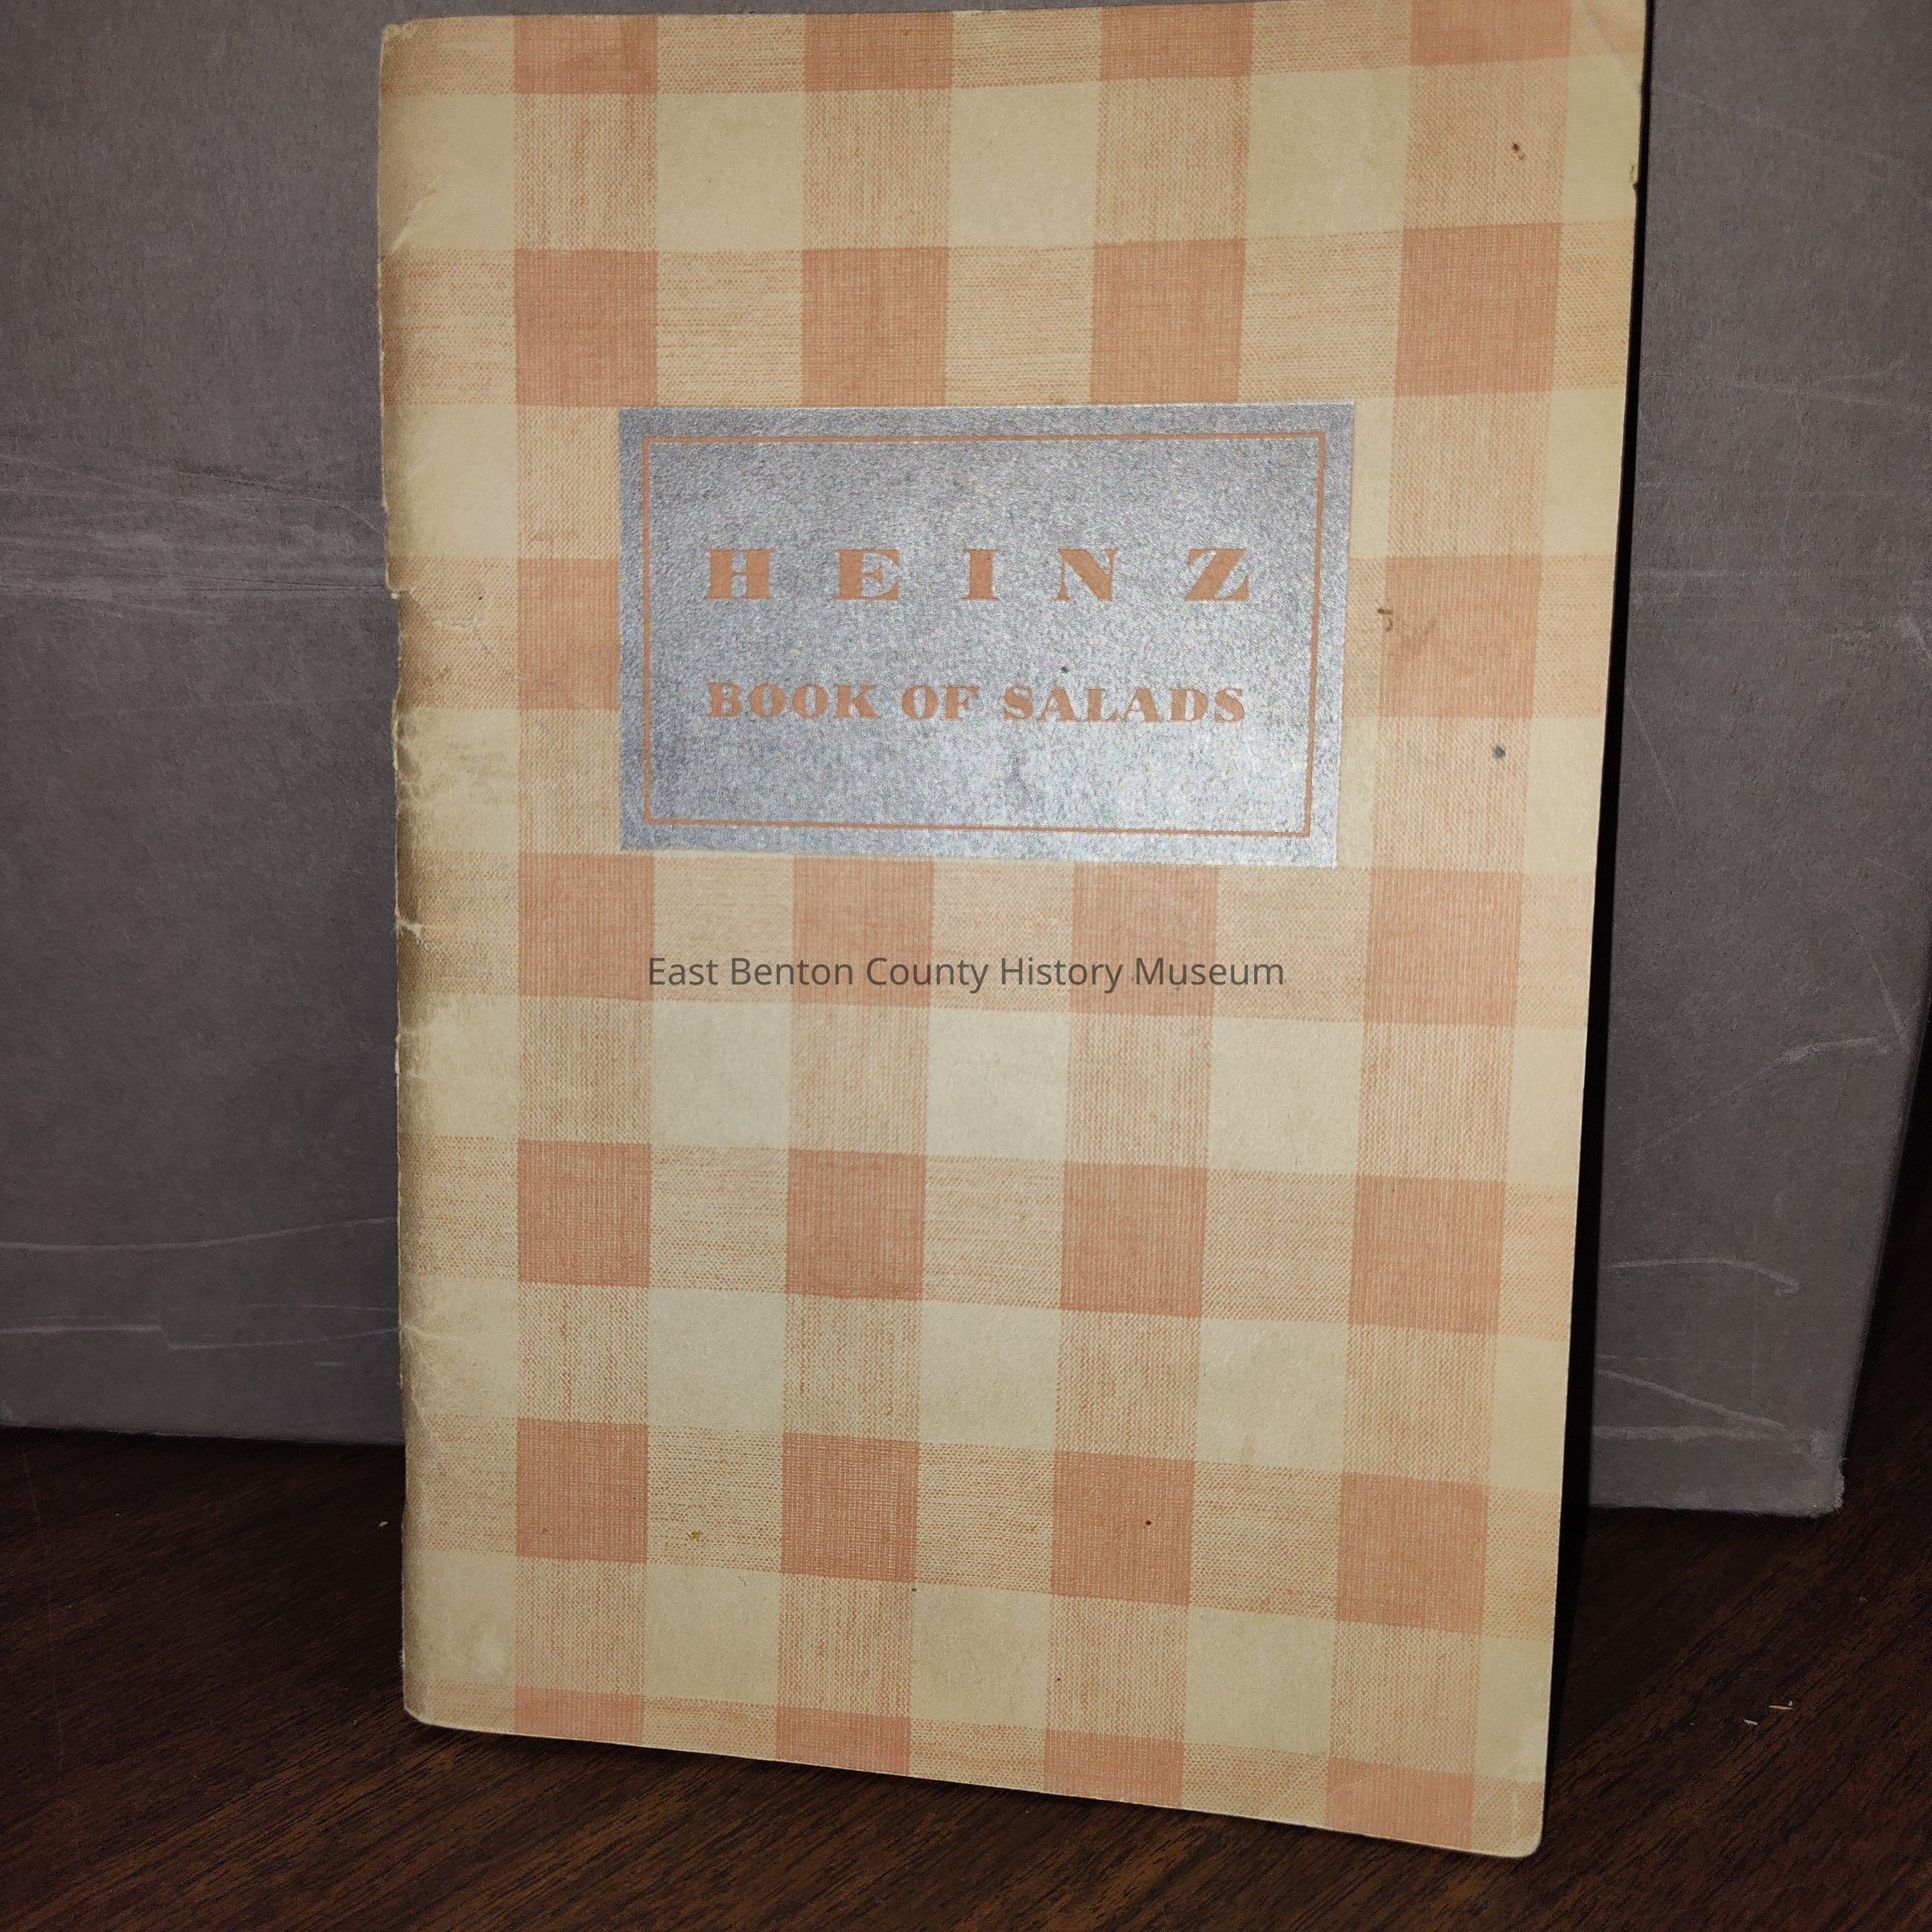 HEINZ
BOOK OF SALADS
East Benton County History Museum